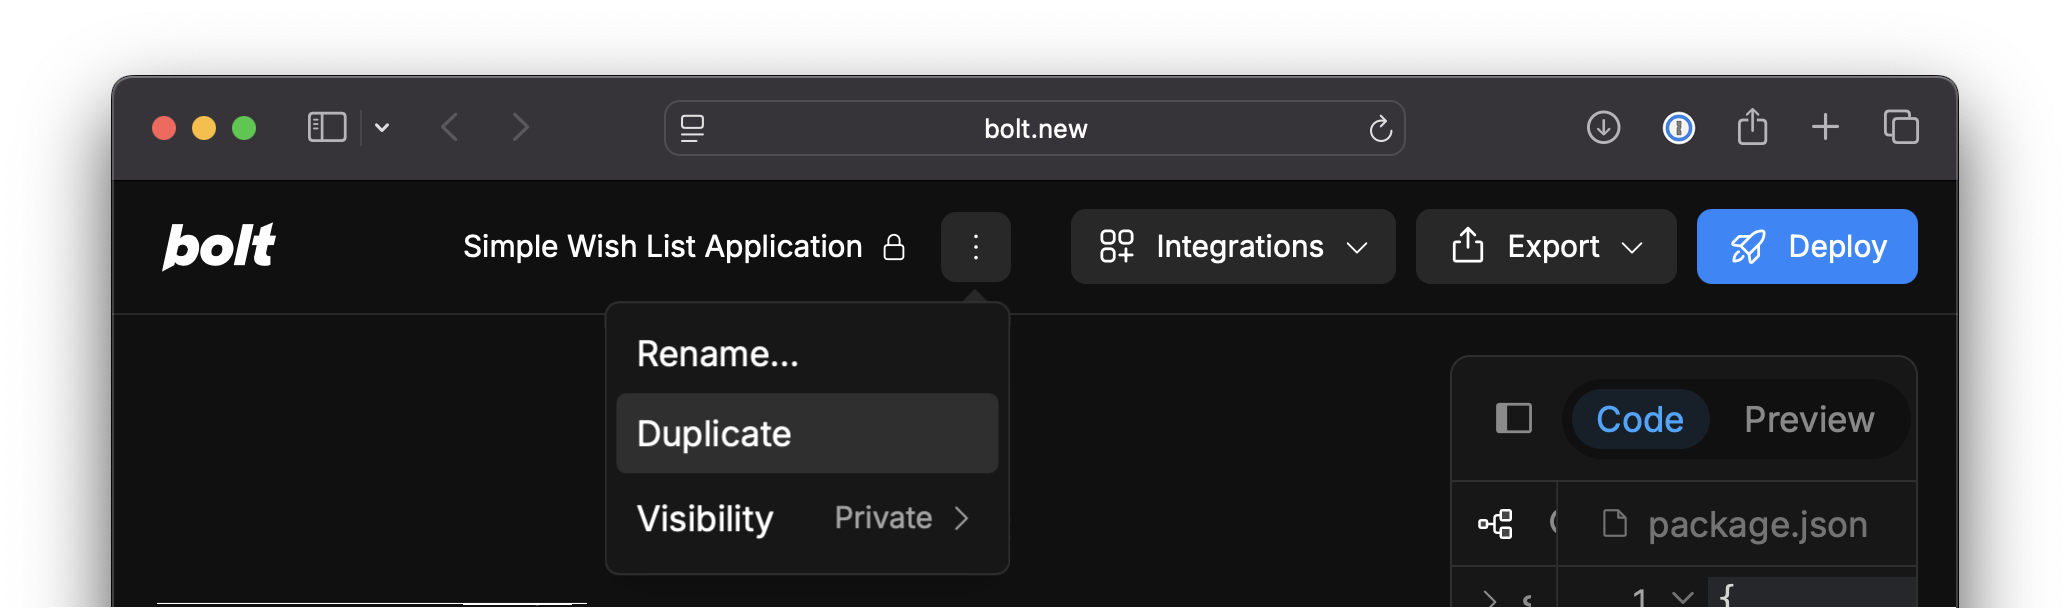 bolt.new
bolt
Simple Wish List Application
Integrations
Export
Deploy
Rename...
Duplicate
Visibility Private
Code Preview
package.json
1 {